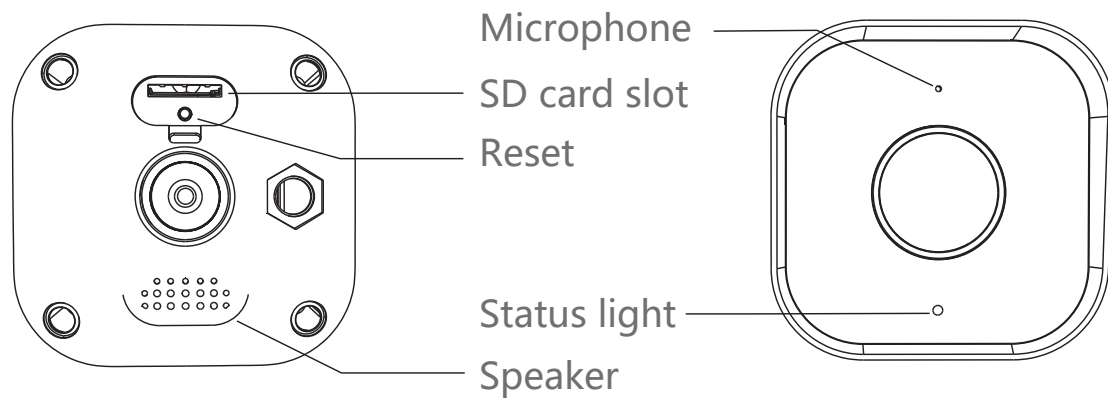 Microphone
SD card slot
Reset
Status light
Speaker